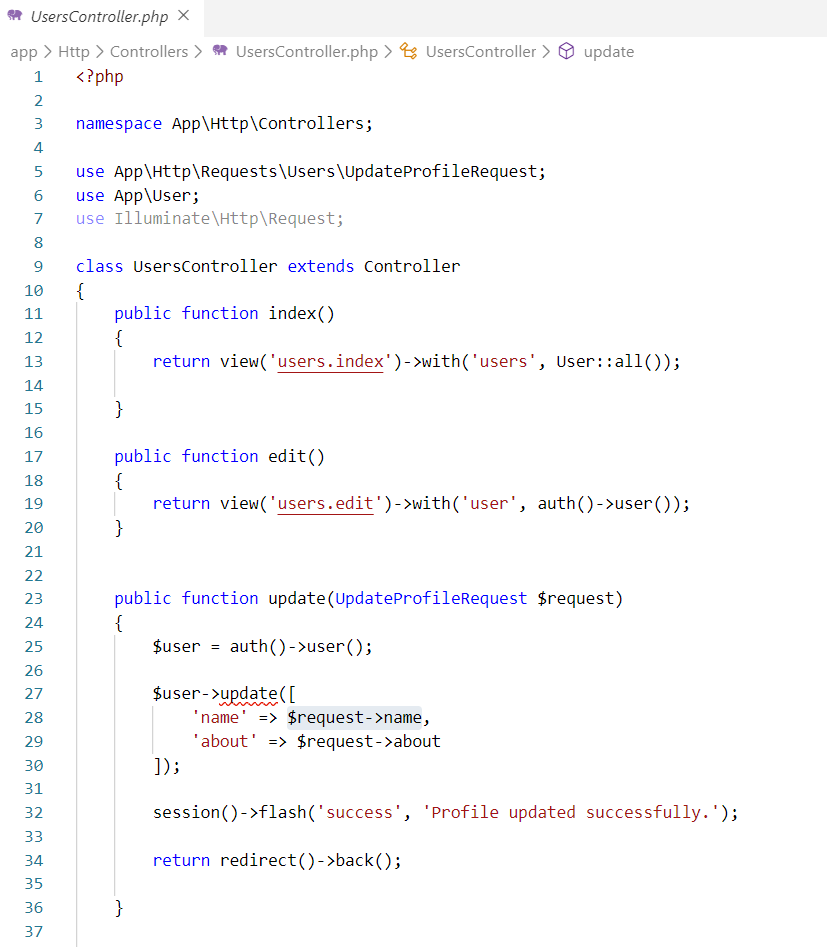 UsersController.php ×
app > Http > Controllers > UsersController.php > UsersController > update
1 <?php
2
3 namespace App\Http\Controllers;
4
5 use App\Http\Requests\Users\UpdateProfileRequest;
6 use App\User;
7 use Illuminate\Http\Request;
8
9 class UsersController extends Controller
10 {
11     public function index()
12     {
13         return view('users.index')->with('users', User::all());
14
15     }
16
17     public function edit()
18     {
19         return view('users.edit')->with('user', auth()->user());
20     }
21
22
23     public function update(UpdateProfileRequest $request)
24     {
25         $user = auth()->user();
26
27         $user->update([
28             'name' => $request->name,
29             'about' => $request->about
30         ]);
31
32         session()->flash('success', 'Profile updated successfully.');
33
34         return redirect()->back();
35
36     }
37